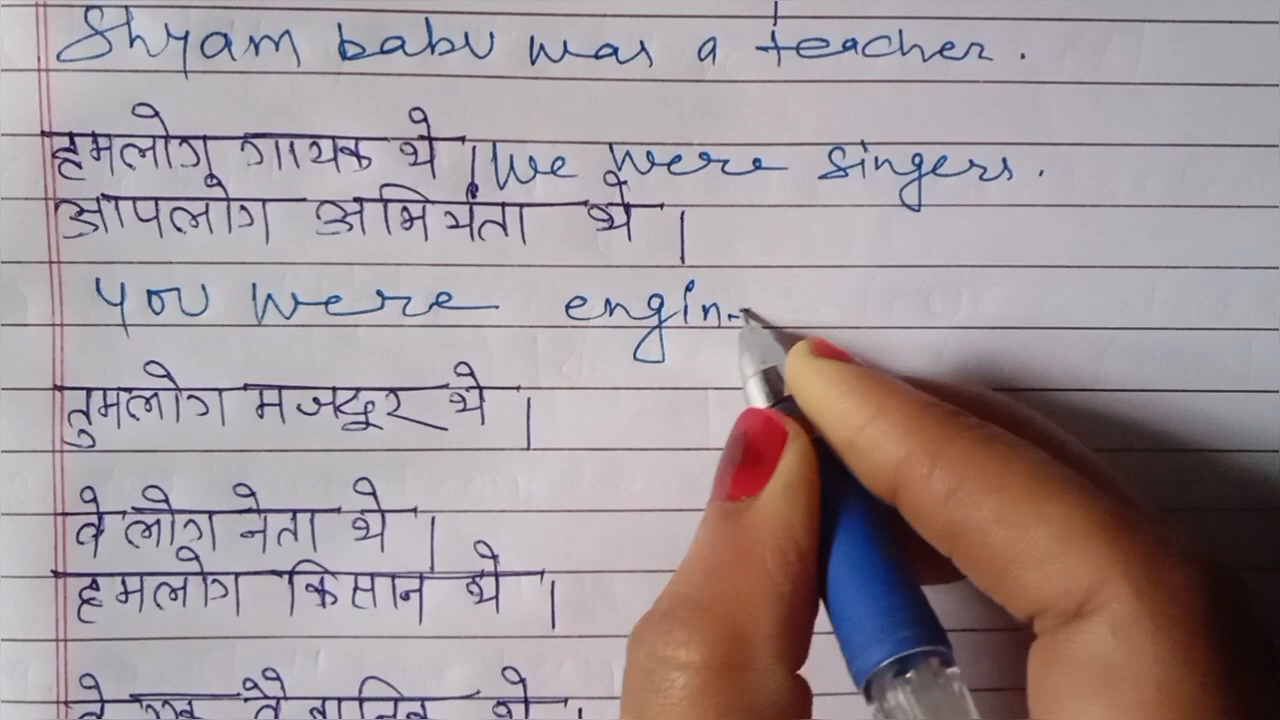 Shyam babu was a teacher.
हमलोग गायक थे । We were singers.
आपलोग अभियंता थे ।
You were engin
तुमलोग मजदूर थे ।
वे लोग नेता थे ।
हमलोग किसान थे ।
थे ।